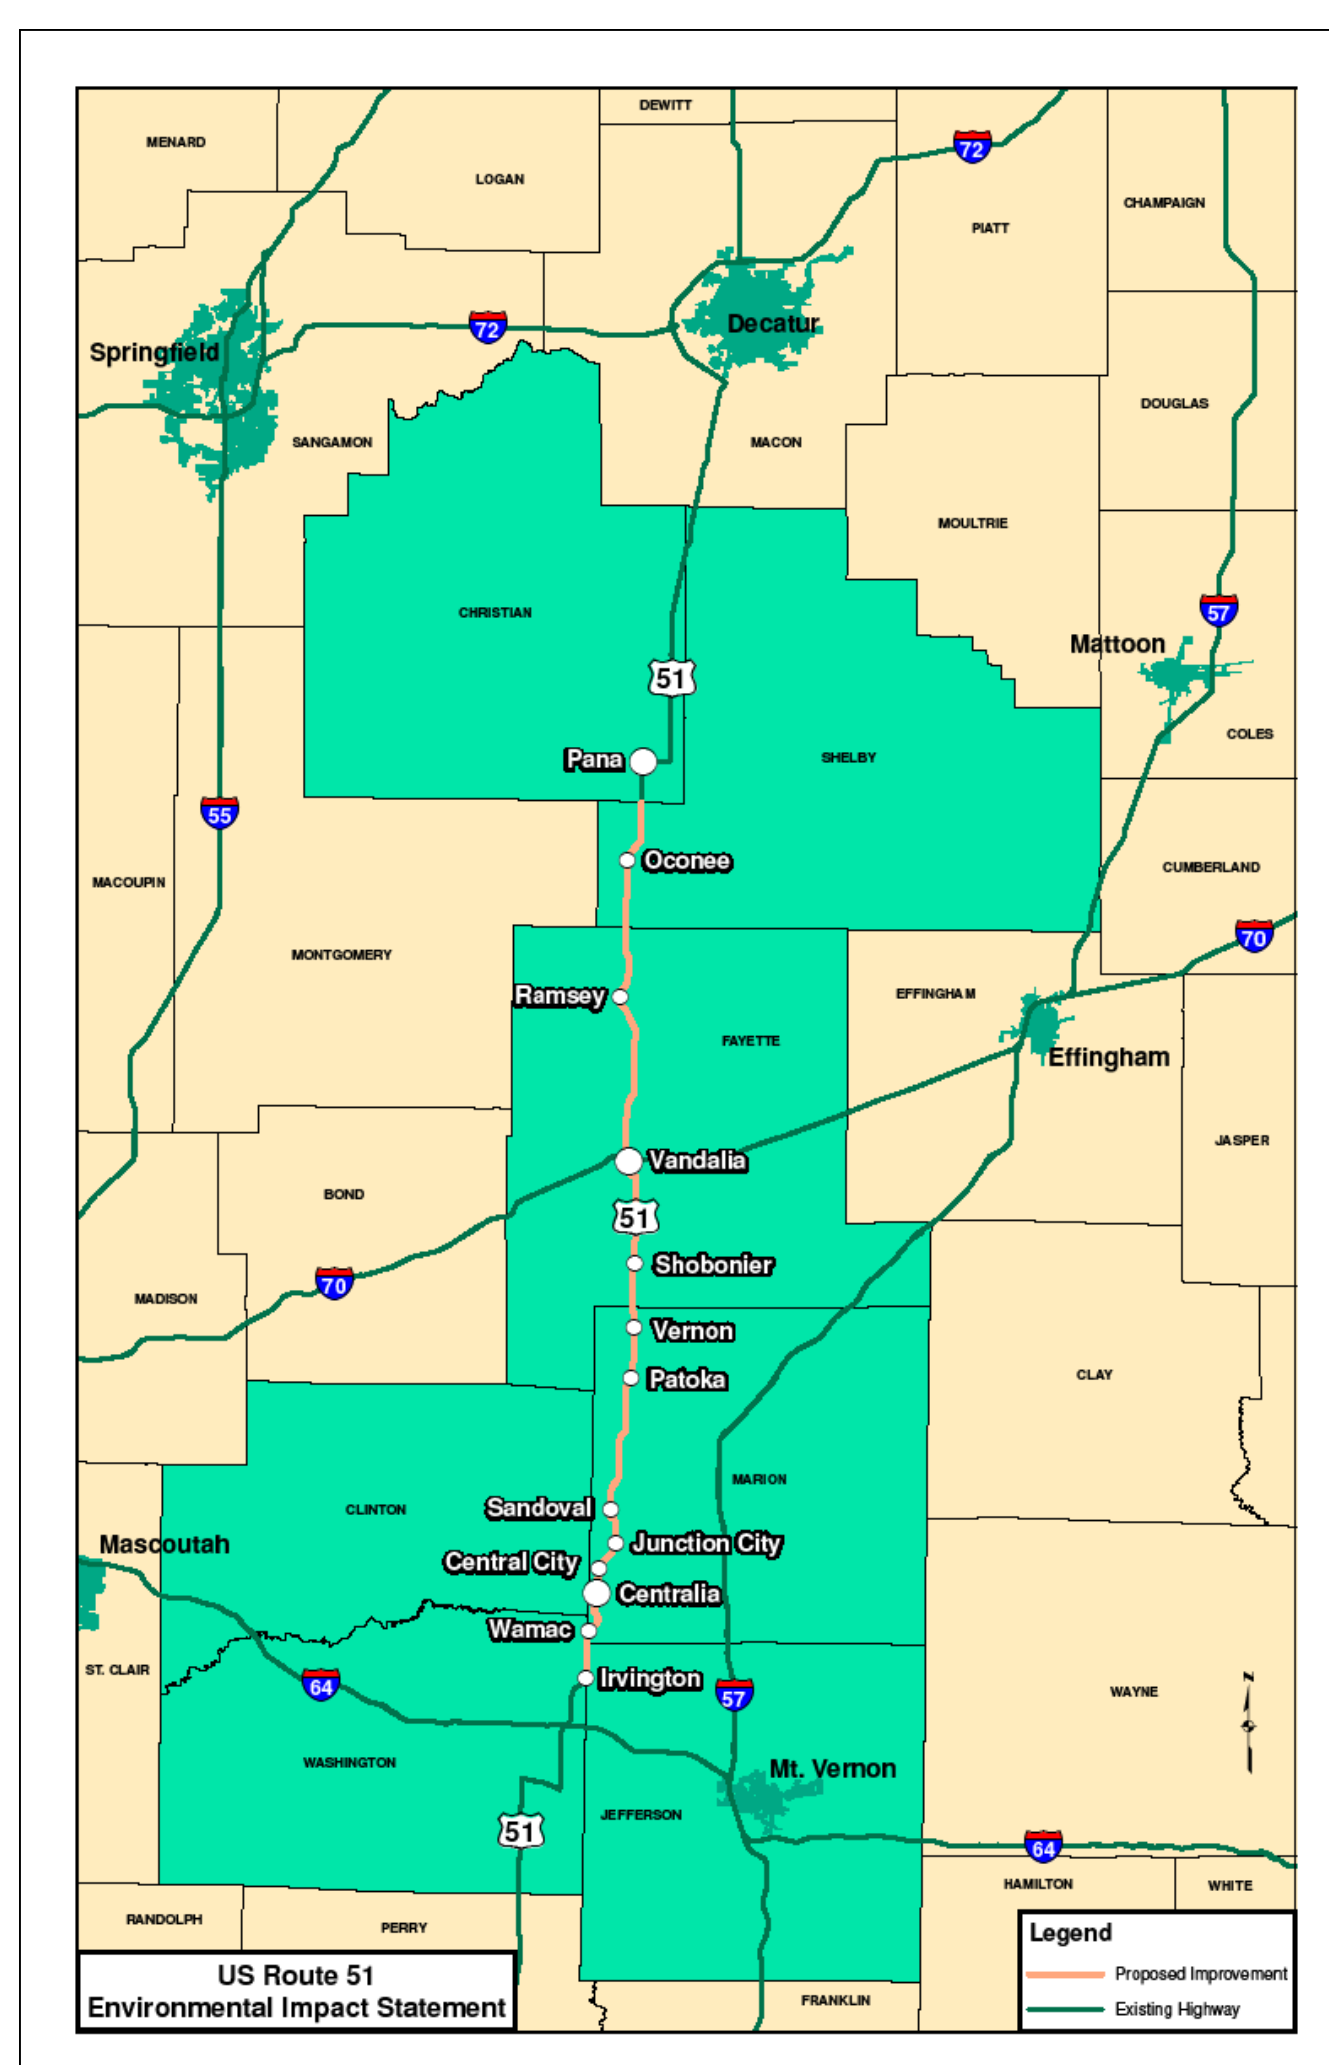 DEWITT
MENARD
72
LOGAN
CHAMPAIGN
PIATT
Decatur
72
Springfield
DOUGLAS
SANGAMON
MACON
MOULTRIE
CHRISTIAN
57
Mattoon
51
COLES
Pana
SHELBY
55
Oconee
CUMBERLAND
MACOUPIN
70
MONTGOMERY
Ramsey
EFFINGHAM
FAYETTE
Effingham
JASPER
Vandalia
BOND
51
Shobonier
70
MADISON
Vernon
Patoka
CLAY
MARION
CLINTON
Sandoval
Mascoutah
Junction City
Central City
Centralia
Wamac
ST. CLAIR
Irvington
64
57
WAYNE
N
WASHINGTON
Mt. Vernon
JEFFERSON
51
64
HAMILTON
WHITE
RANDOLPH
PERRY
Legend
US Route 51
Environmental Impact Statement
Proposed Improvement
FRANKLIN
Existing Highway